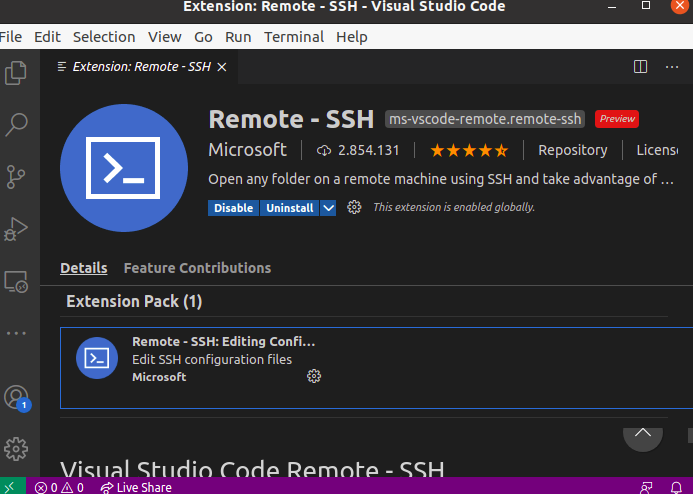 Extension: Remote - SSH - Visual Studio Code
File Edit Selection View Go Run Terminal Help
Extension: Remote - SSH
Remote - SSH ms-vscode-remote.remote-ssh Preview
Microsoft 2.854.131 Repository License
Open any folder on a remote machine using SSH and take advantage of ...
Disable Uninstall This extension is enabled globally.
Details Feature Contributions
Extension Pack (1)
Remote - SSH: Editing Confi...
Edit SSH configuration files
Microsoft
1
Visual Studio Code Remote - SSH
0 0 Live Share